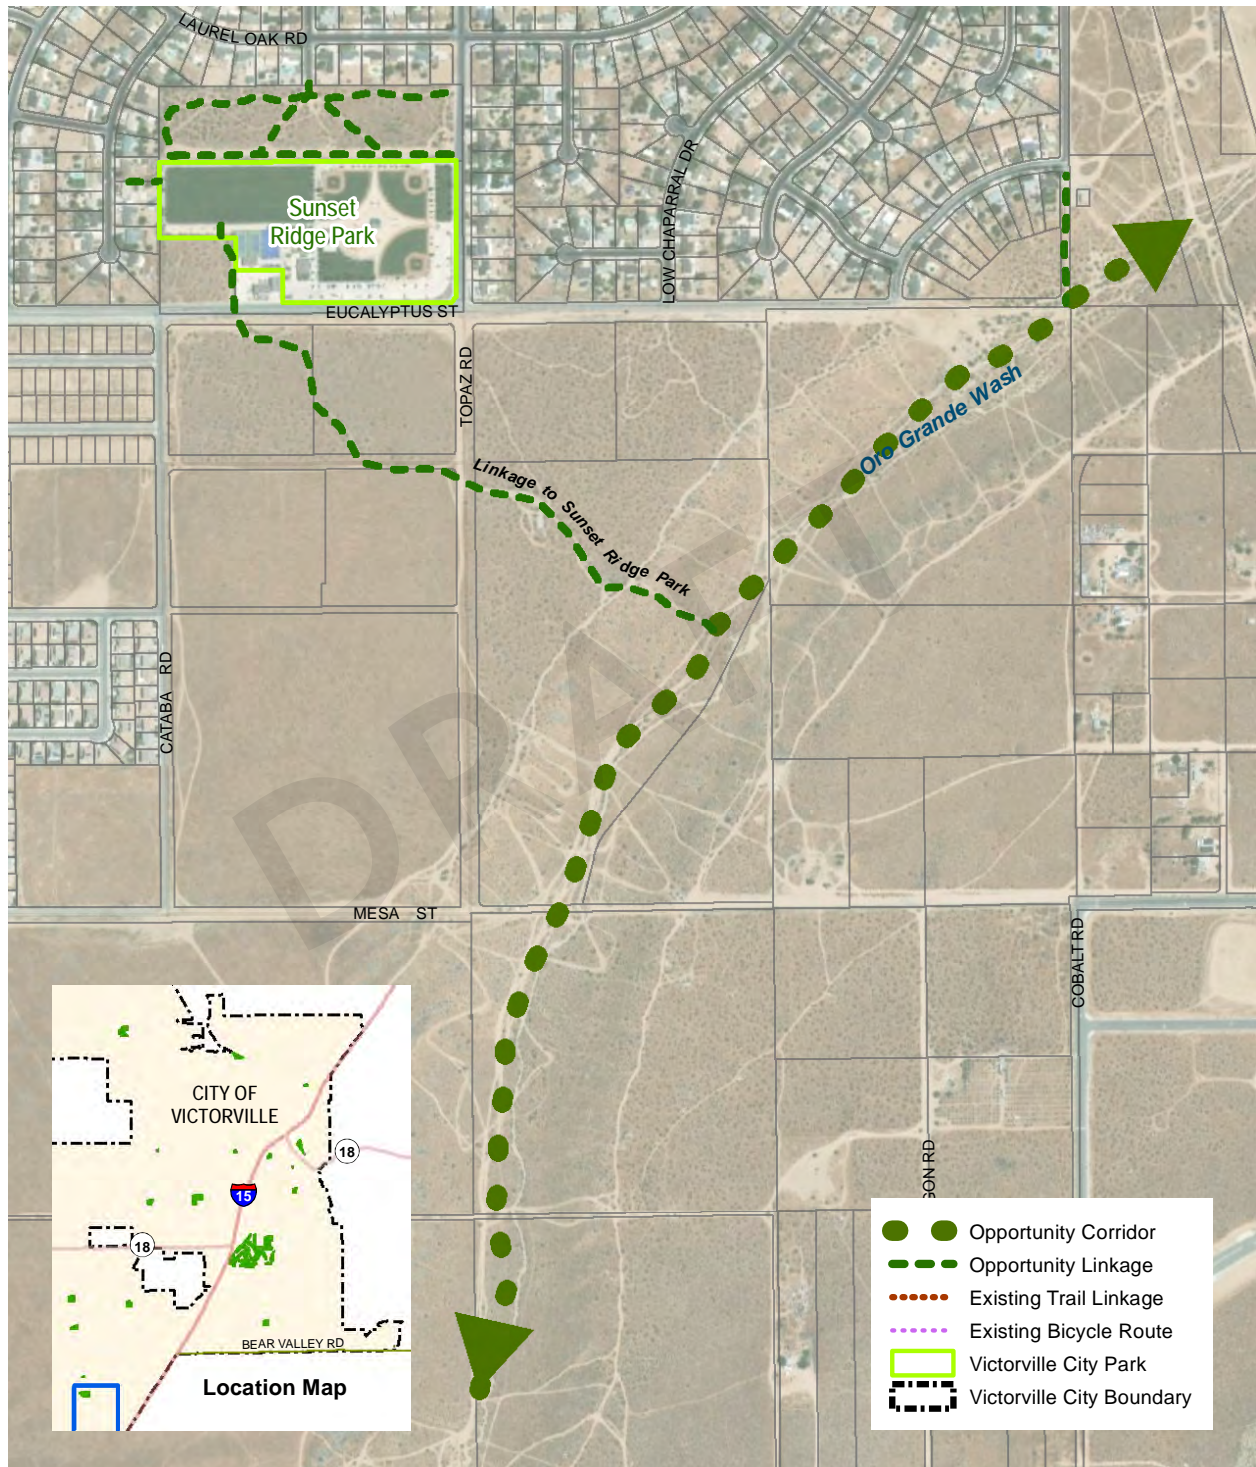 LAUREL OAK RD
Sunset
Ridge Park
LOW CHAPARRAL DR
EUCALYPTUS ST
TOPAZ RD
Oro Grande Wash
Linkage to Sunset Ridge Park
CATABA RD
DRAFT
MESA ST
COBALT RD
GON RD
CITY OF
VICTORVILLE
18
15
18
BEAR VALLEY RD
Location Map
Opportunity Corridor
Opportunity Linkage
Existing Trail Linkage
Existing Bicycle Route
Victorville City Park
Victorville City Boundary